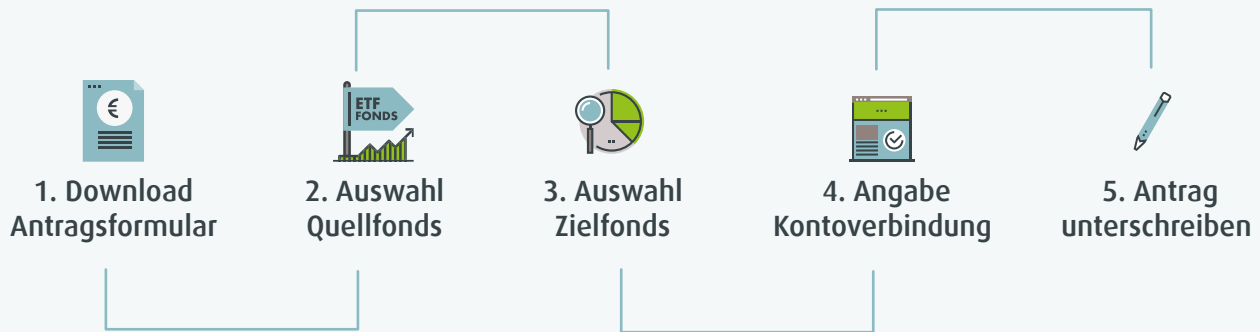 €
ETF
FONDS
1. Download
Antragsformular
2. Auswahl
Quellfonds
3. Auswahl
Zielfonds
4. Angabe
Kontoverbindung
5. Antrag
unterschreiben